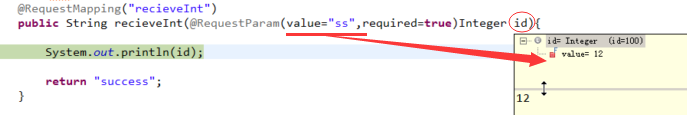 @RequestMapping("recieveInt")
public String recieveInt(@RequestParam(value="ss",required=true)Integer id){
id= Integer (id=100)
value= 12
System.out.println(id);
return "success";
12
}